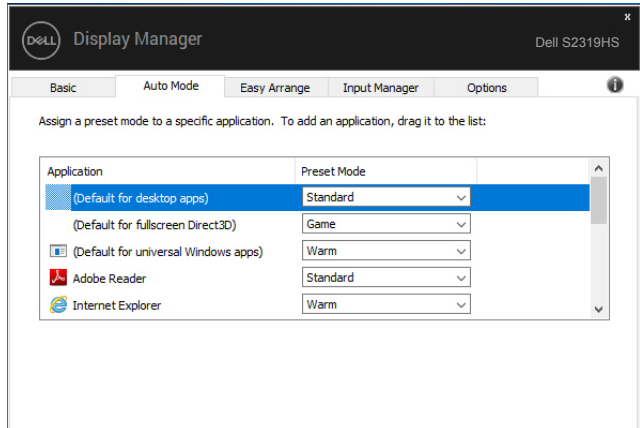 x
DELL Display Manager
Dell S2319HS
Basic Auto Mode Easy Arrange Input Manager Options
Assign a preset mode to a specific application. To add an application, drag it to the list:
Application Preset Mode
(Default for desktop apps) Standard
(Default for fullscreen Direct3D) Game
(Default for universal Windows apps) Warm
Adobe Reader Standard
Internet Explorer Warm